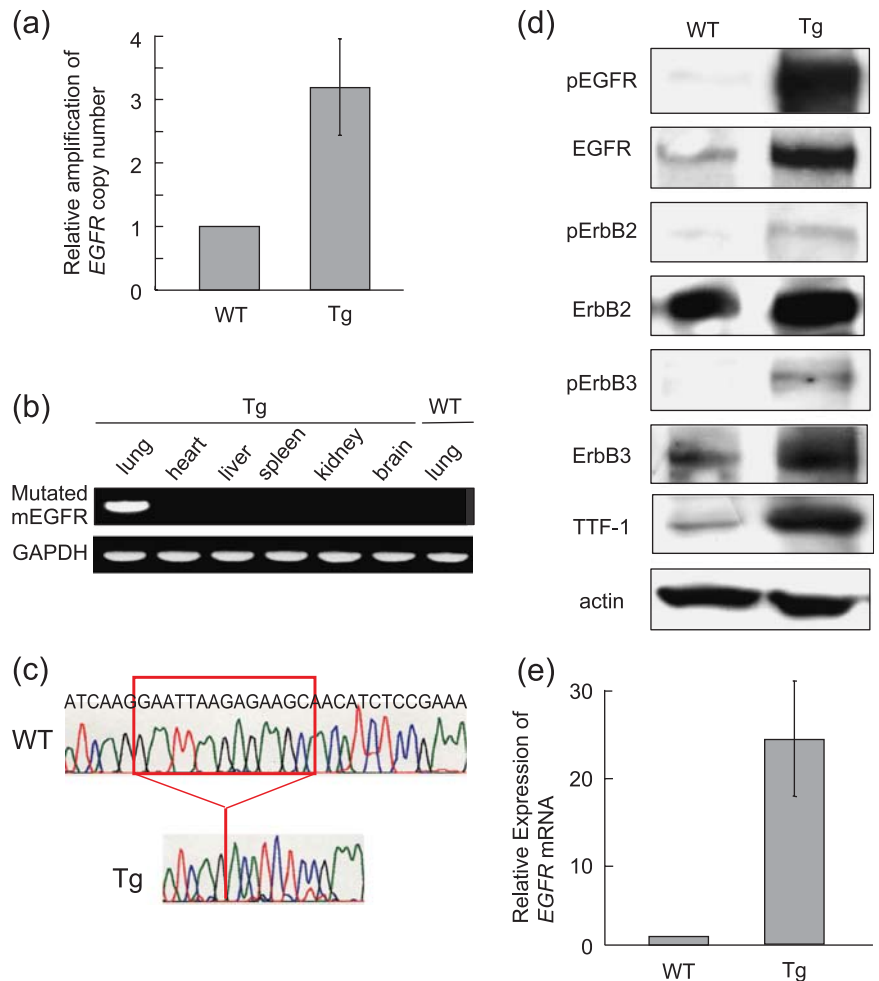 (a)
Relative amplification of
EGFR copy number
4
3
2
1
0
WT
Tg
(b)
Tg
WT
lung
heart
liver
spleen
kidney
brain
lung
Mutated
mEGFR
GAPDH
(c)
ATCAAGGAATTAAGAGAAGCAACATCTCCGAAA
WT
Tg
(d)
WT
Tg
pEGFR
EGFR
pErbB2
ErbB2
pErbB3
ErbB3
TTF-1
actin
(e)
Relative Expression of
EGFR mRNA
30
20
10
0
WT
Tg